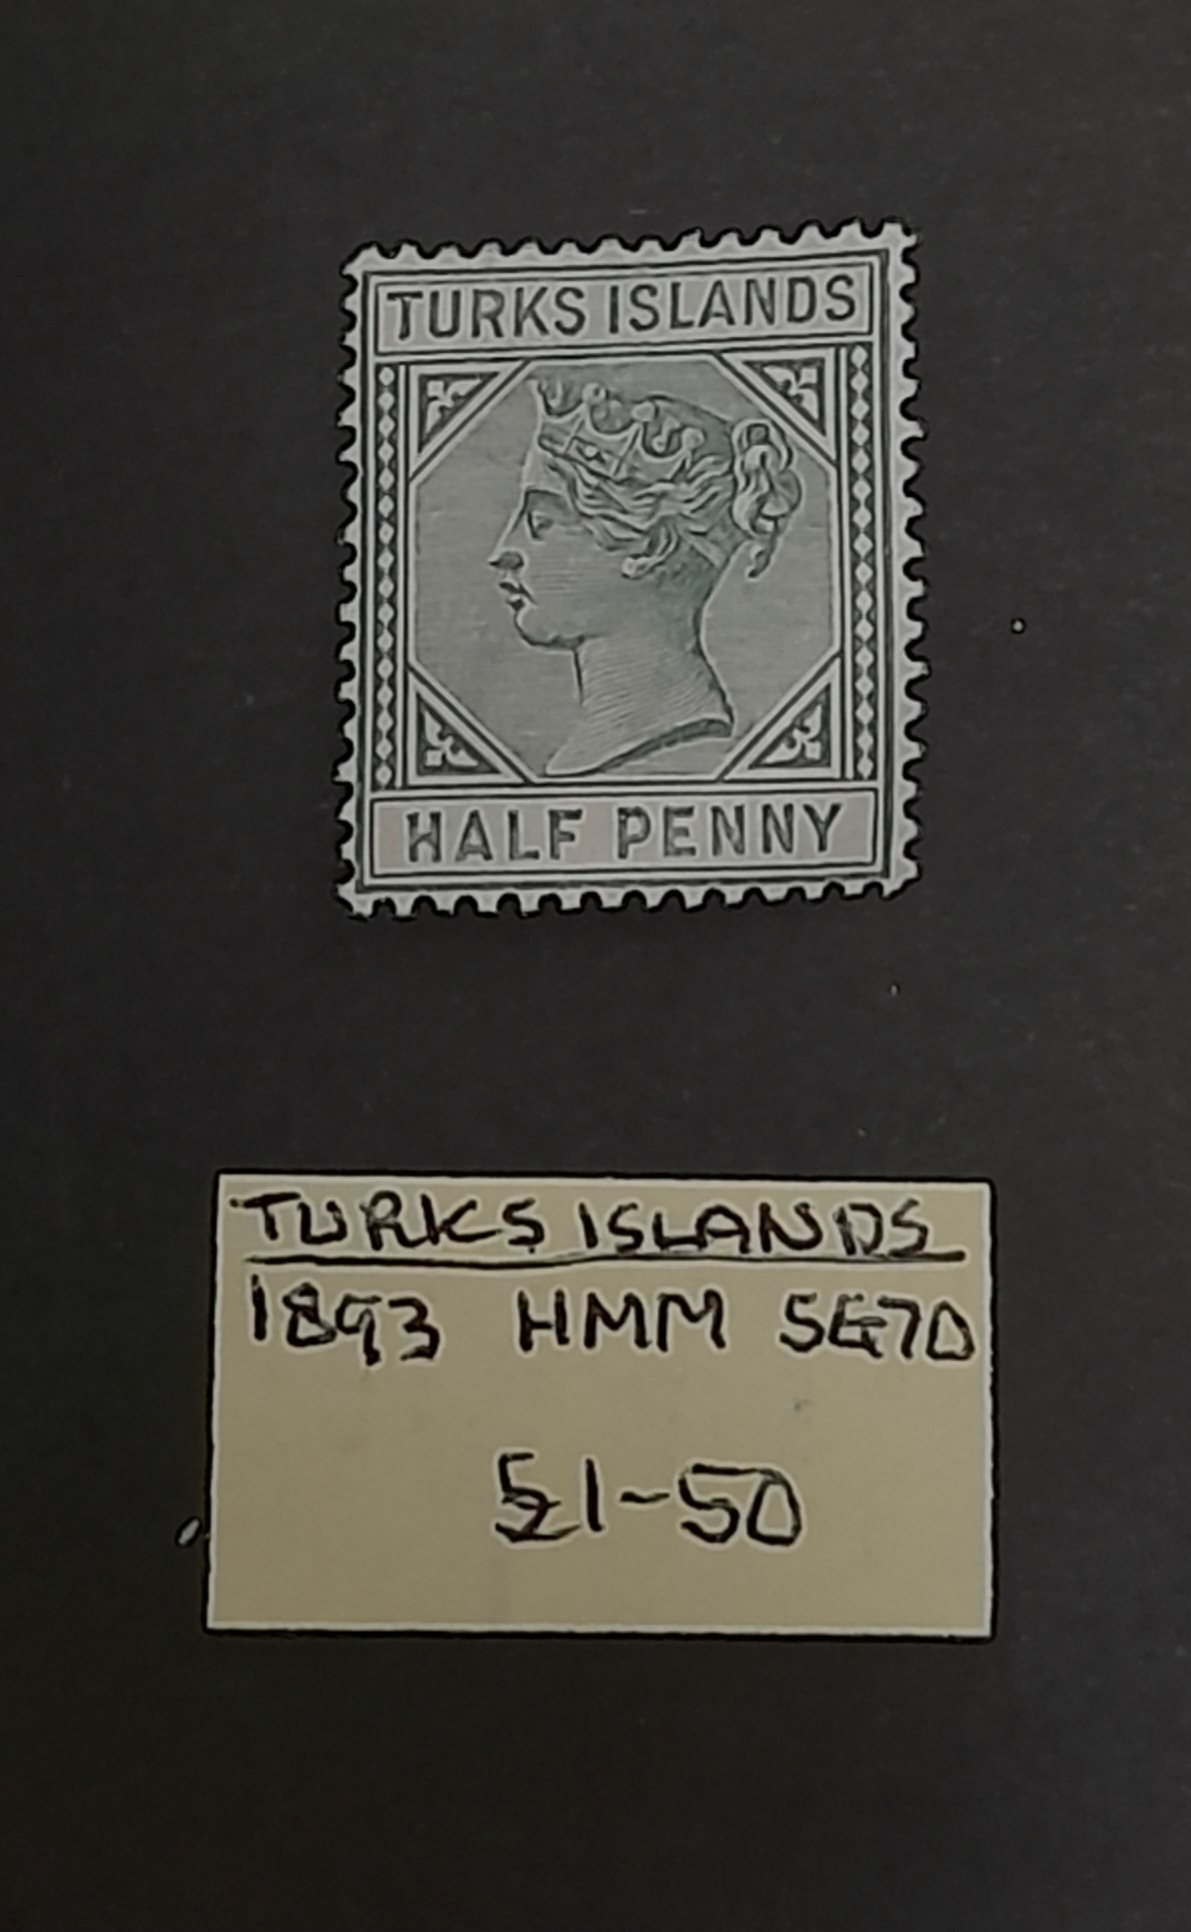 TURKS ISLANDS
HALF PENNY
TURKS ISLANDS
1893 HMM SG70
£1-50